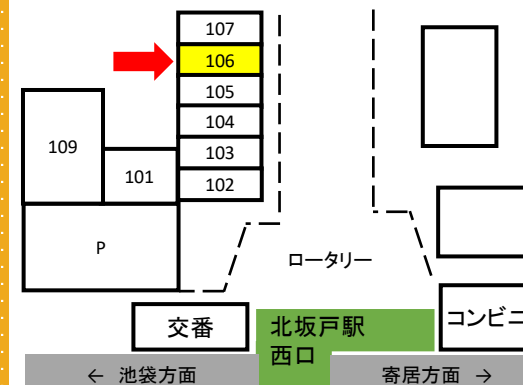 107
106
105
104
103
102
109
101
P
ロータリー
交番
北坂戸駅
西口
コンビニ
← 池袋方面
寄居方面 →